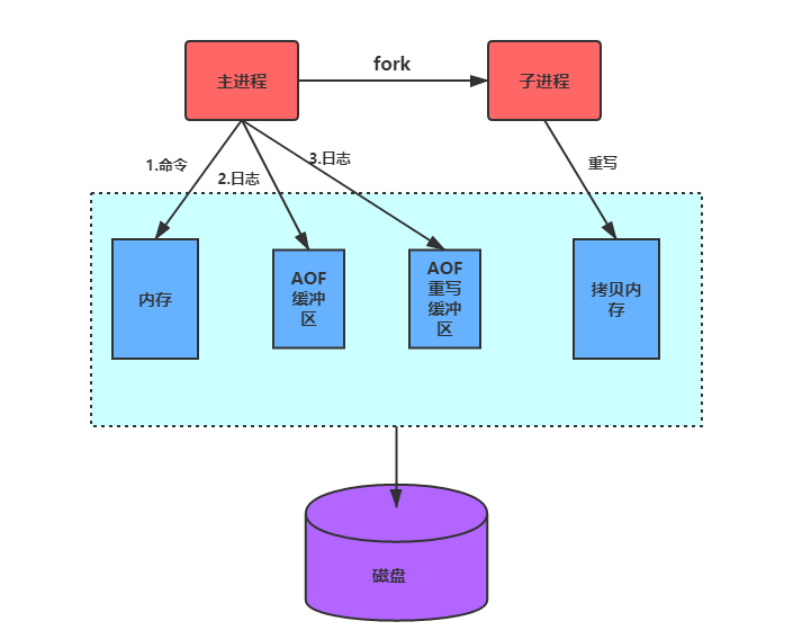 主进程
fork
子进程
1.命令
2.日志
3.日志
重写
内存
AOF
缓冲
区
AOF
重写
缓冲
区
拷贝内
存
磁盘